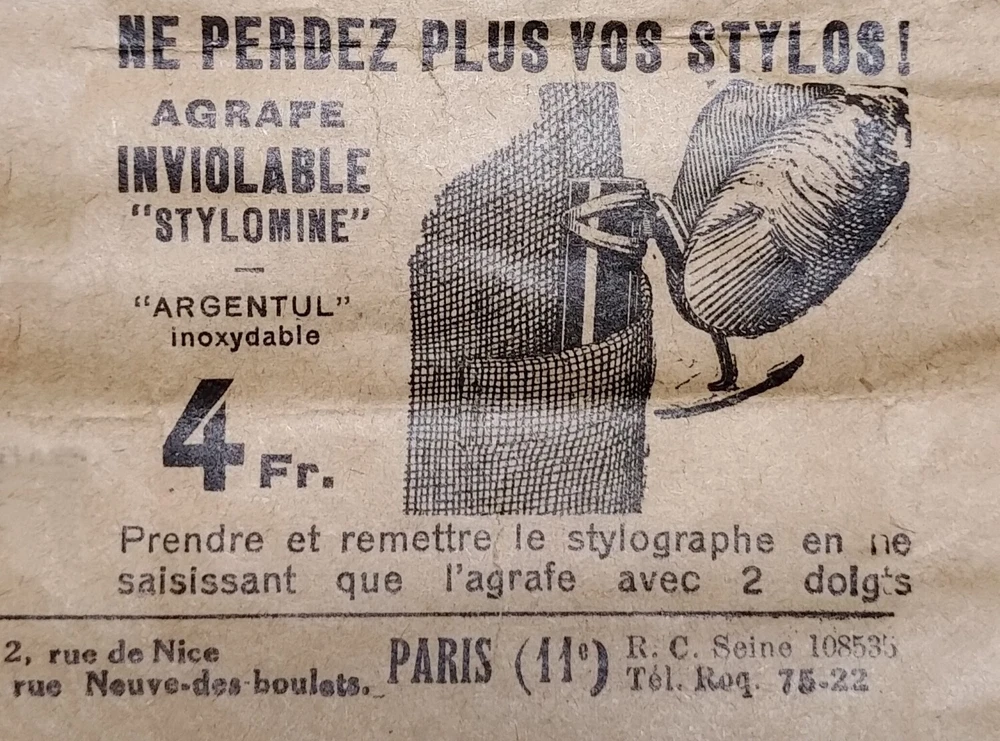 NE PERDEZ PLUS VOS STYLOS!
AGRAFE
INVIOLABLE
"STYLOMINE"
"ARGENTUL"
inoxydable
4 Fr.
Prendre et remettre le stylographe en ne
saisissant que l'agrafe avec 2 doigts
2, rue de Nice
rue Neuve-des-boulets.
PARIS (11e)
R. C. Seine 108535
Tél. Roq. 75-22